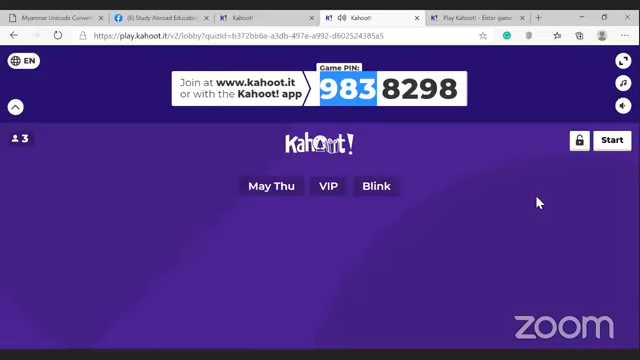 Myanmar Unicode Convert
(6) Study Abroad Educatio
Kahoot!
Kahoot!
Play Kahoot! - Enter game
https://play.kahoot.it/v2/lobby?quizId=b372bb6a-a3db-497e-a992-d602524385a5
EN
Join at www.kahoot.it
or with the Kahoot! app
Game PIN:
983 8298
3
Kahoot!
Start
May Thu
VIP
Blink
zoom